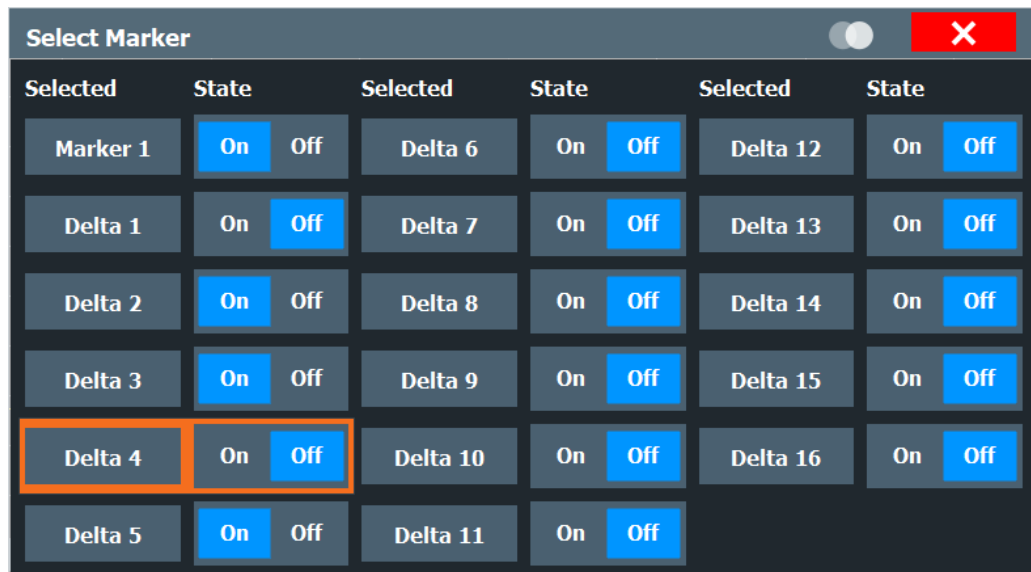 Select Marker
Selected State Selected State Selected State
Marker 1 On Off Delta 6 On Off Delta 12 On Off
Delta 1 On Off Delta 7 On Off Delta 13 On Off
Delta 2 On Off Delta 8 On Off Delta 14 On Off
Delta 3 On Off Delta 9 On Off Delta 15 On Off
Delta 4 On Off Delta 10 On Off Delta 16 On Off
Delta 5 On Off Delta 11 On Off